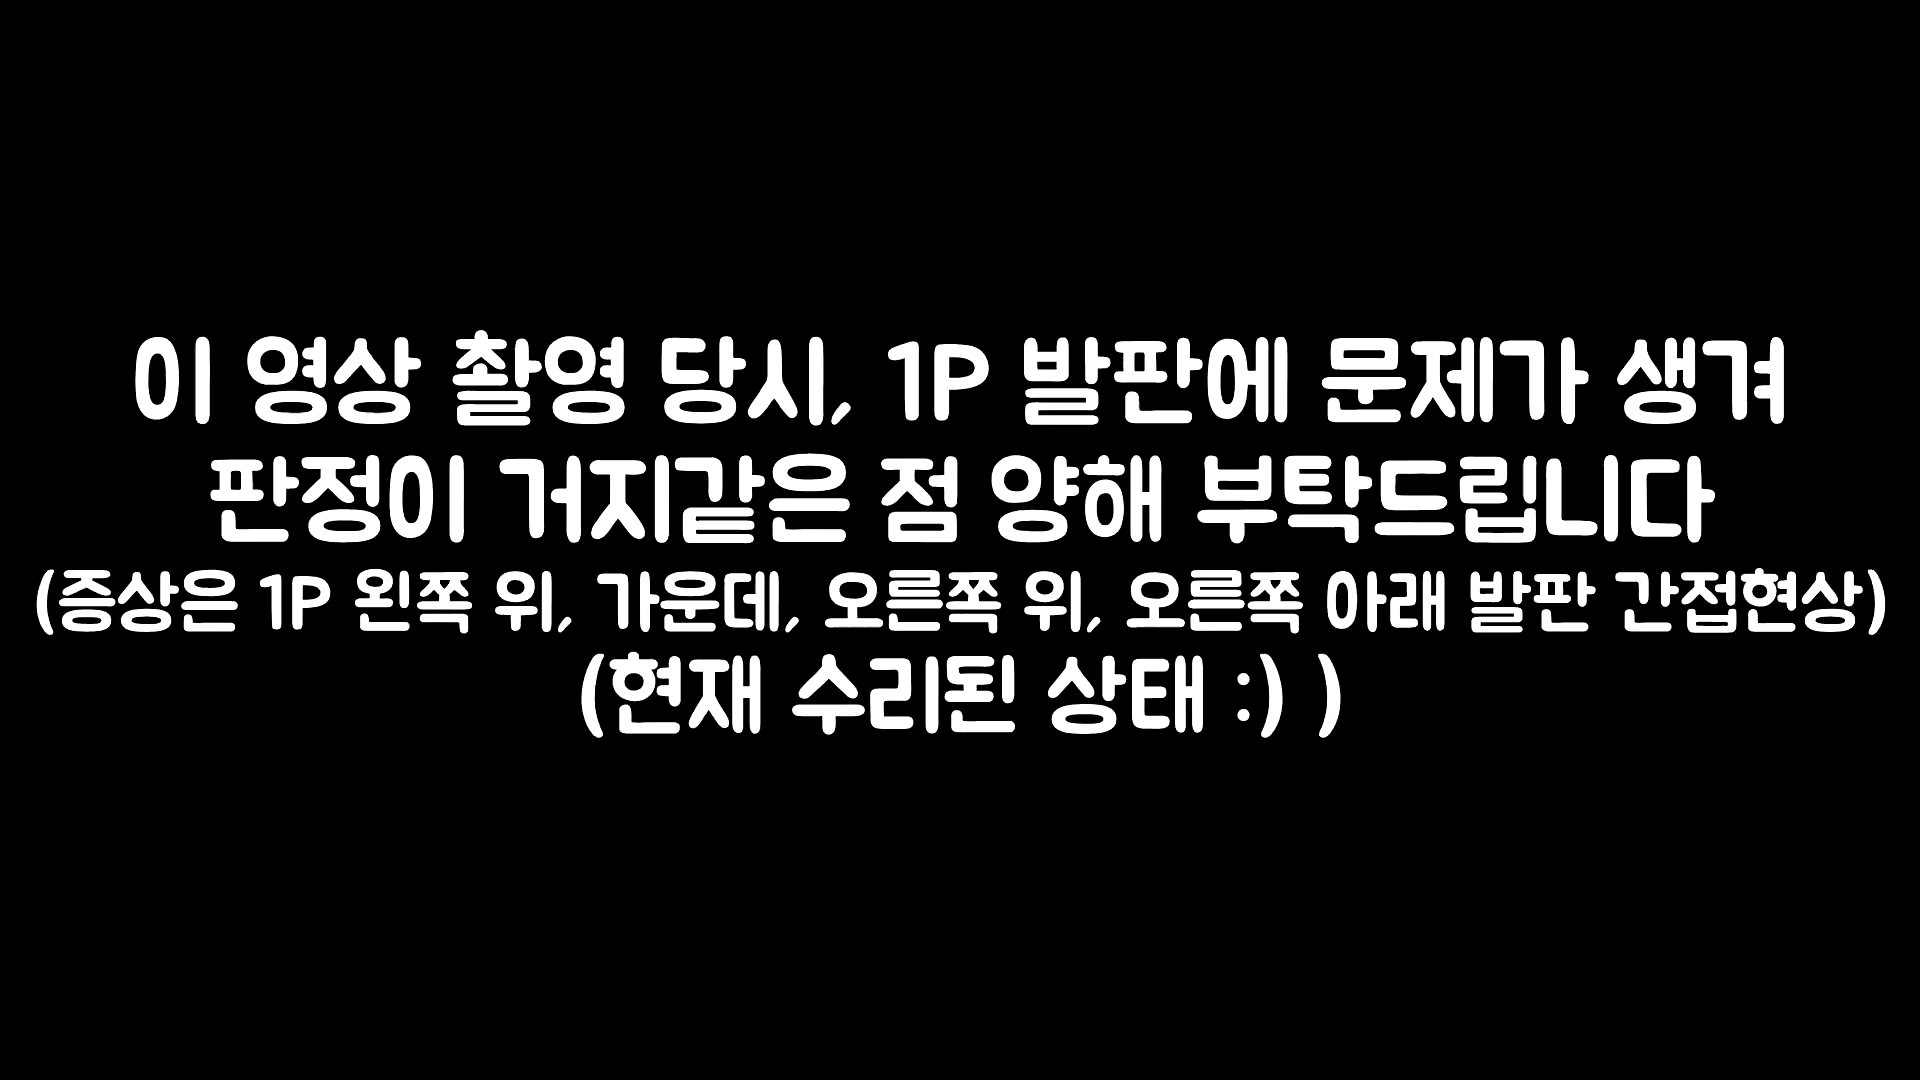 이 영상 촬영 당시, 1P 발판에 문제가 생겨
판정이 거지같은 점 양해 부탁드립니다
(증상은 1P 왼쪽 위, 가운데, 오른쪽 위, 오른쪽 아래 발판 간접현상)
(현재 수리된 상태 :) )